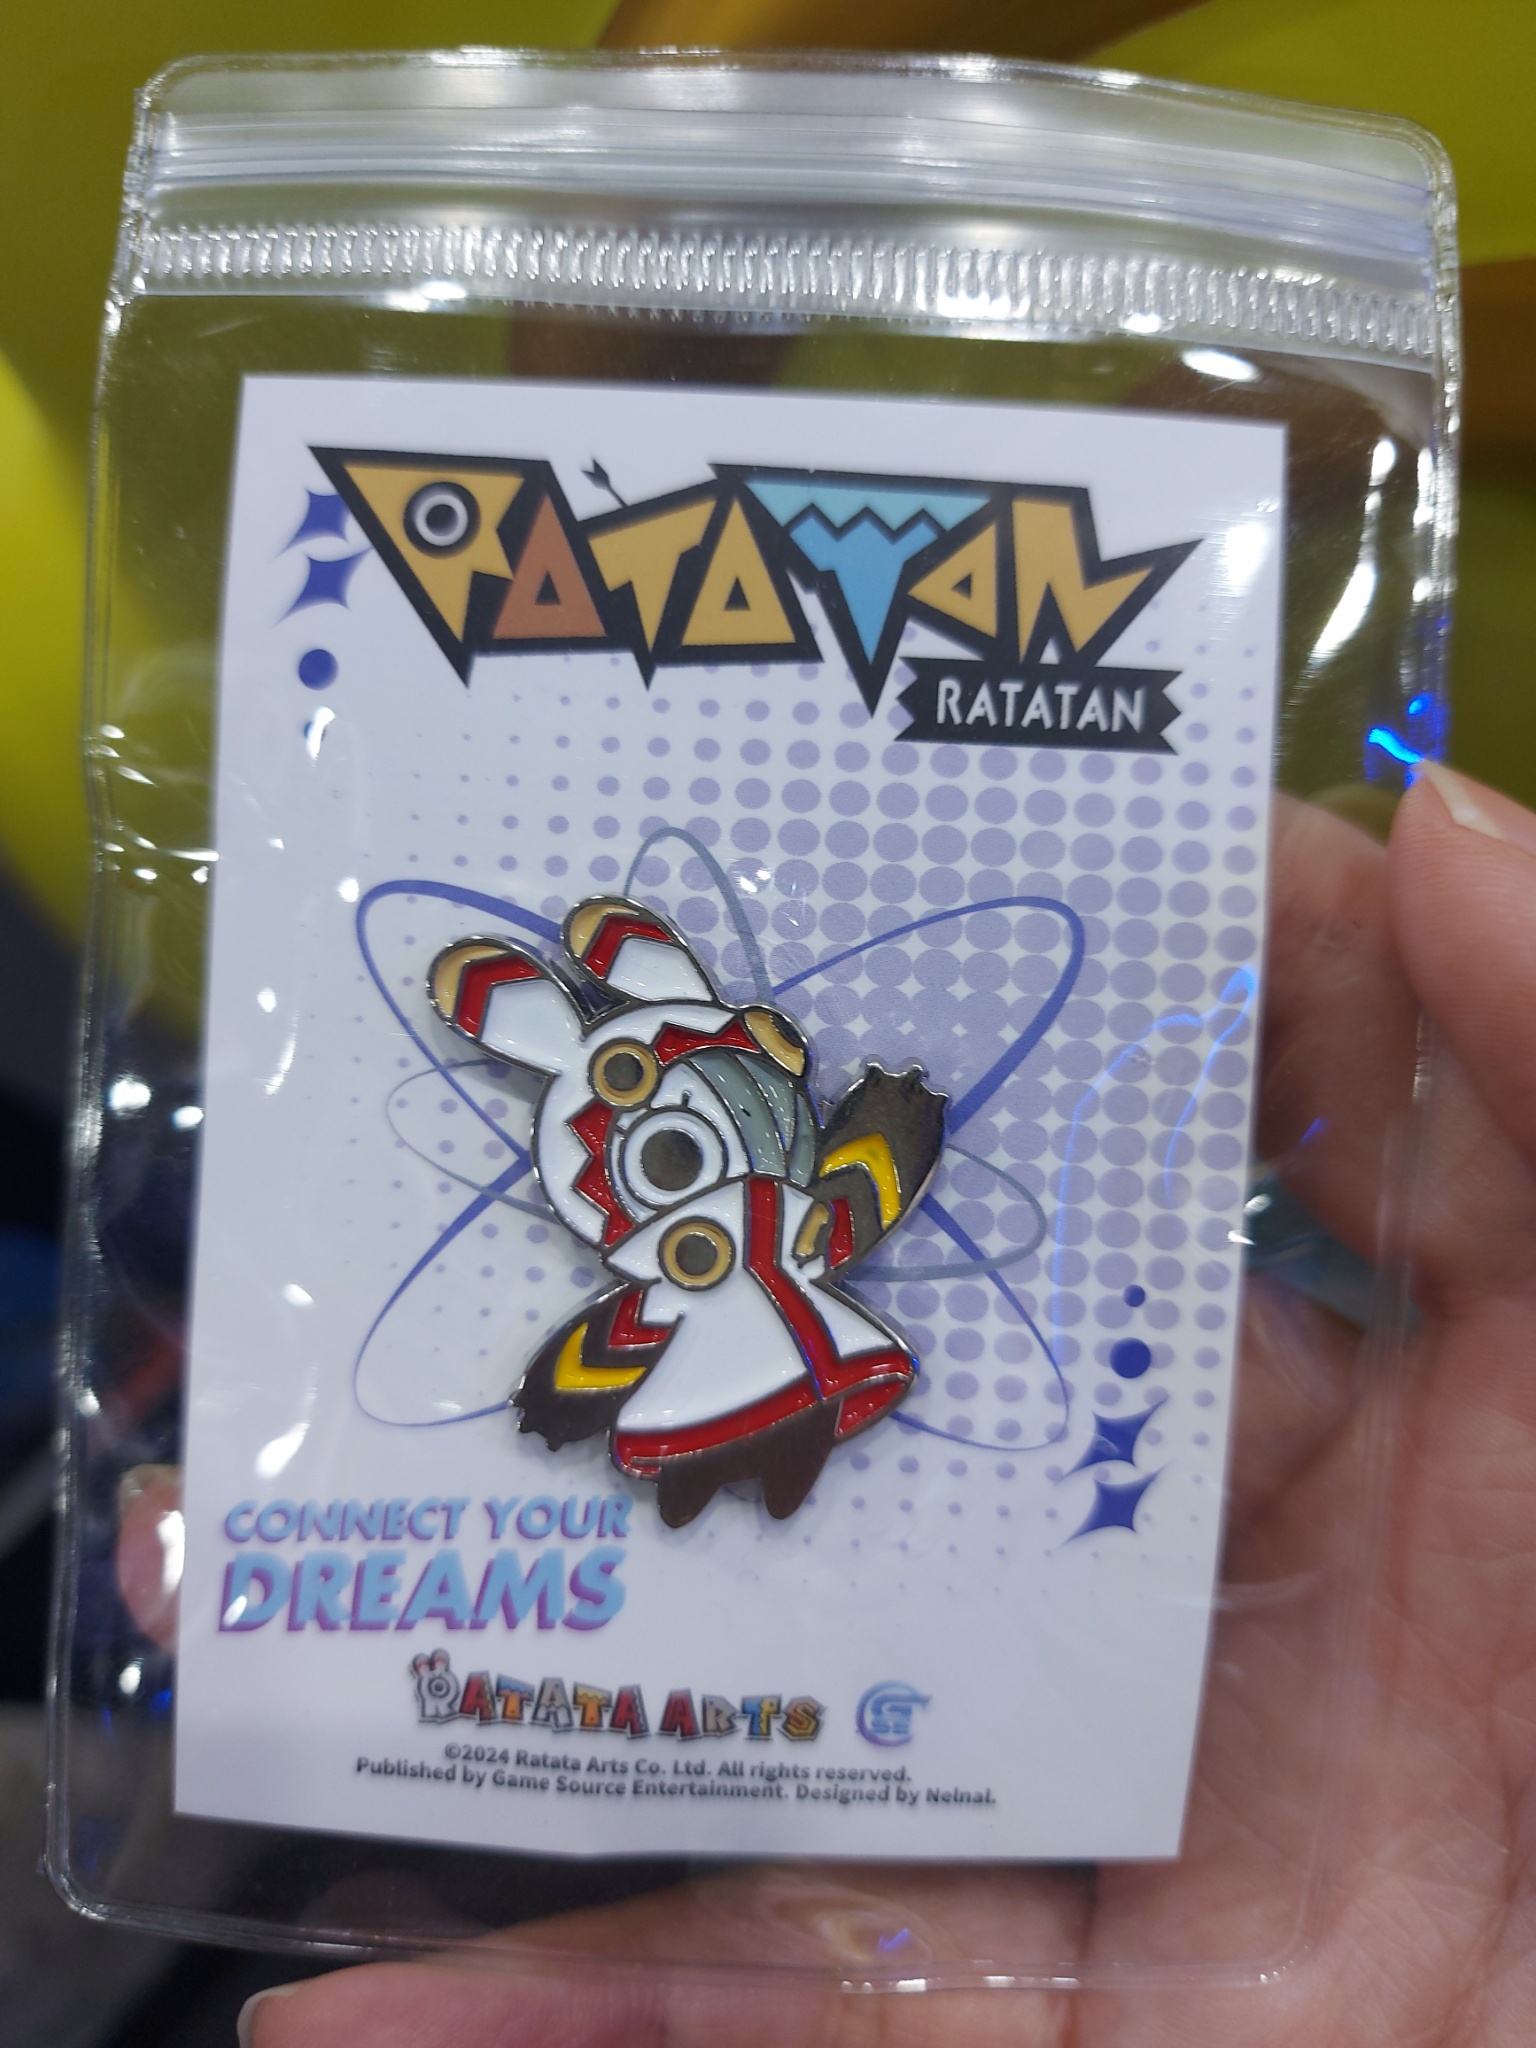 RATATAN
RATATAN
CONNECT YOUR
DREAMS
RATATA ARTS
©2024 Ratata Arts Co. Ltd. All rights reserved.
Published by Game Source Entertainment. Designed by Nelnal.